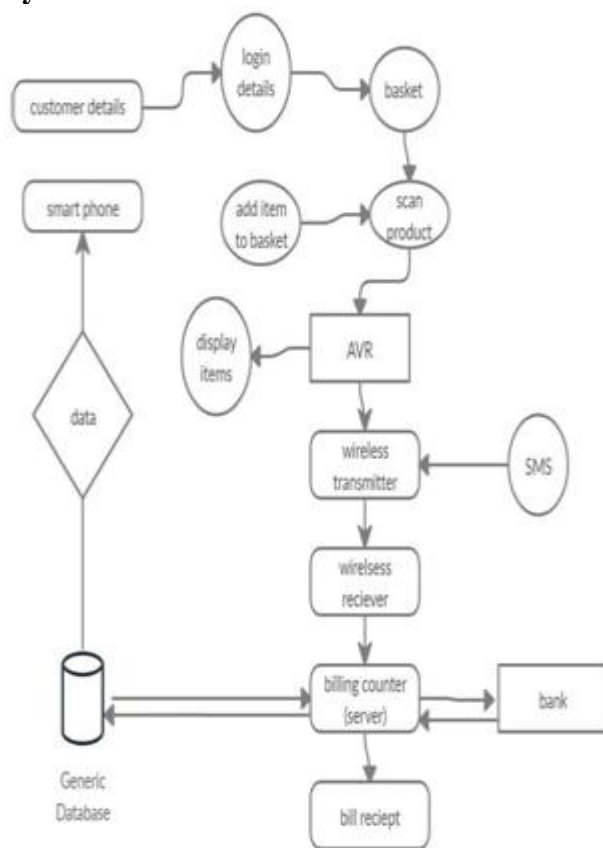 login
details
customer details
basket
smart phone
add item
to basket
scan
product
display
items
AVR
data
wireless
transmitter
SMS
wirelsess
reciever
billing counter
(server)
bank
Generic
Database
bill reciept